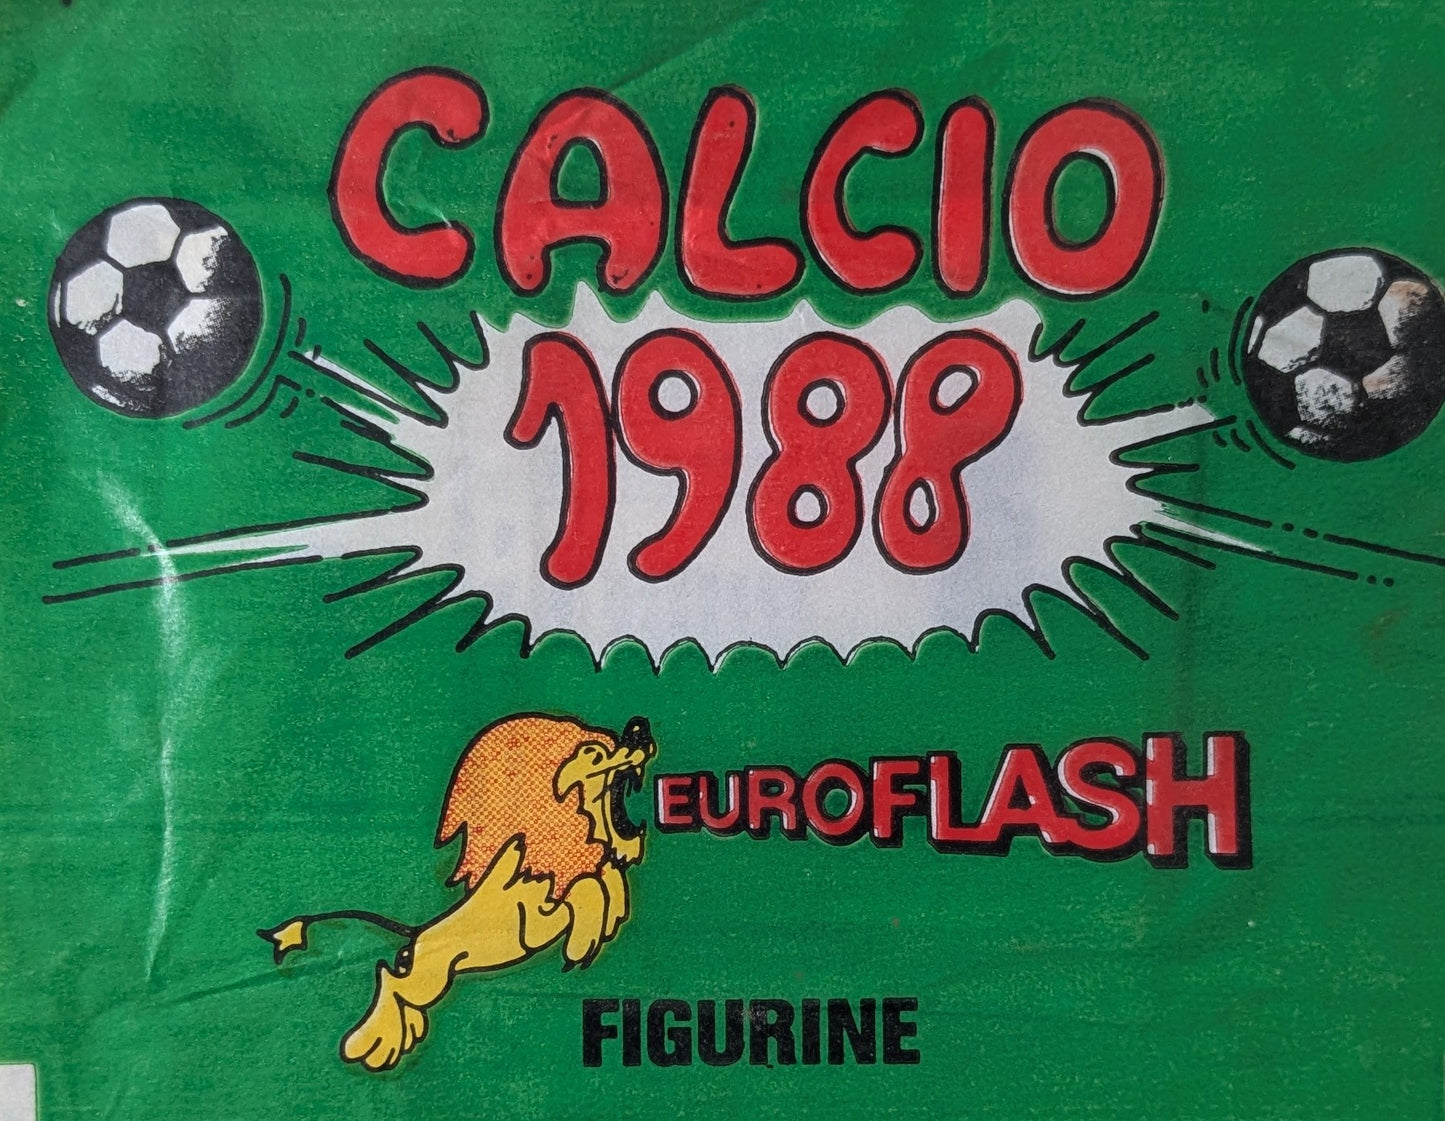 CALCIO
1988
EUROFLASH
FIGURINE